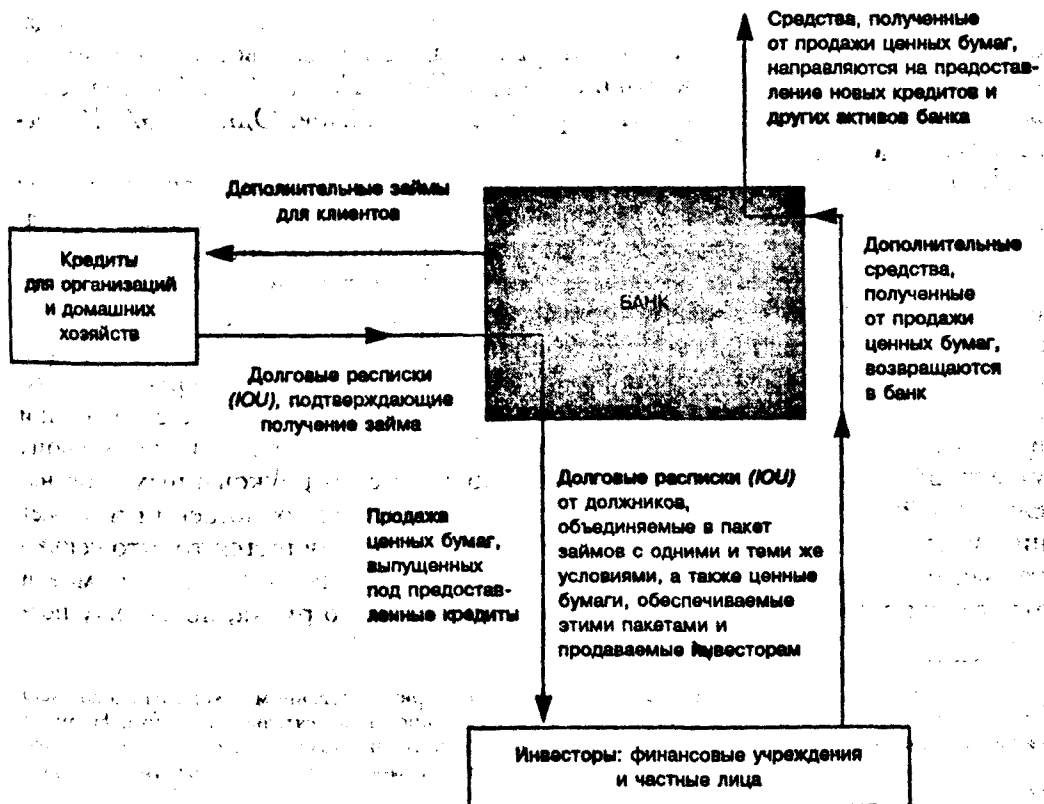 Средства, полученные
от продажи ценных бумаг,
направляются на предостав-
ление новых кредитов и
других активов банка
Дополнительные займы
для клиентов
Кредиты
для организаций
и домашних
хозяйств
БАНК
Дополнительные
средства,
полученные
от продажи
ценных бумаг,
возвращаются
в банк
Долговые расписки
(IOU), подтверждающие
получение займа
Продажа
ценных бумаг,
выпущенных
под предостав-
ленные кредиты
Долговые расписки (IOU)
от должников,
объединяемые в пакет
займов с одними и теми же
условиями, а также ценные
бумаги, обеспечиваемые
этими пакетами и
продаваемые инвесторам
Инвесторы: финансовые учреждения
и частные лица